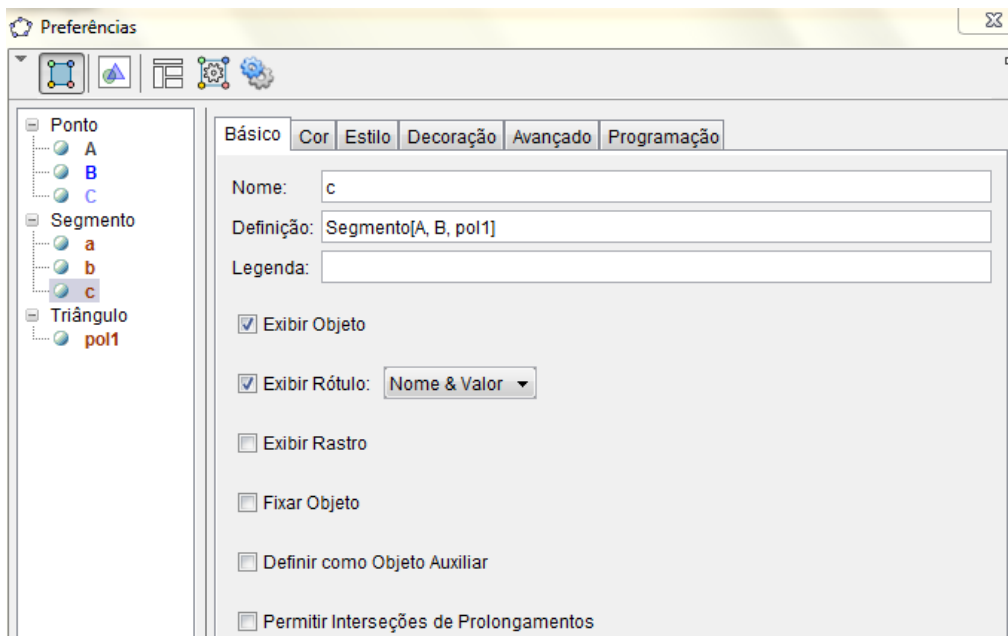 Preferências
Ponto
A
B
C
Segmento
a
b
c
Triângulo
pol1
Básico Cor Estilo Decoração Avançado Programação
Nome: c
Definição: Segmento[A, B, pol1]
Legenda:
Exibir Objeto
Exibir Rótulo: Nome & Valor
Exibir Rastro
Fixar Objeto
Definir como Objeto Auxiliar
Permitir Interseções de Prolongamentos